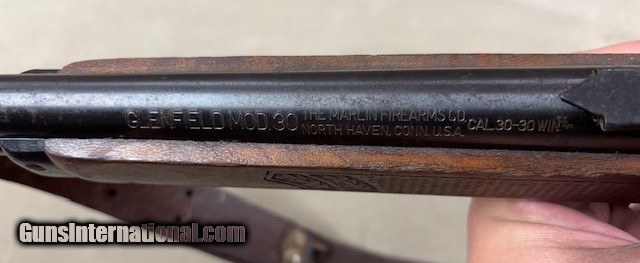 GLENFIELD MOD. 30
THE MARLIN FIREARMS CO.
NORTH HAVEN, CONN. U.S.A.
CAL. 30-30 WIN.
GunsInternational.com